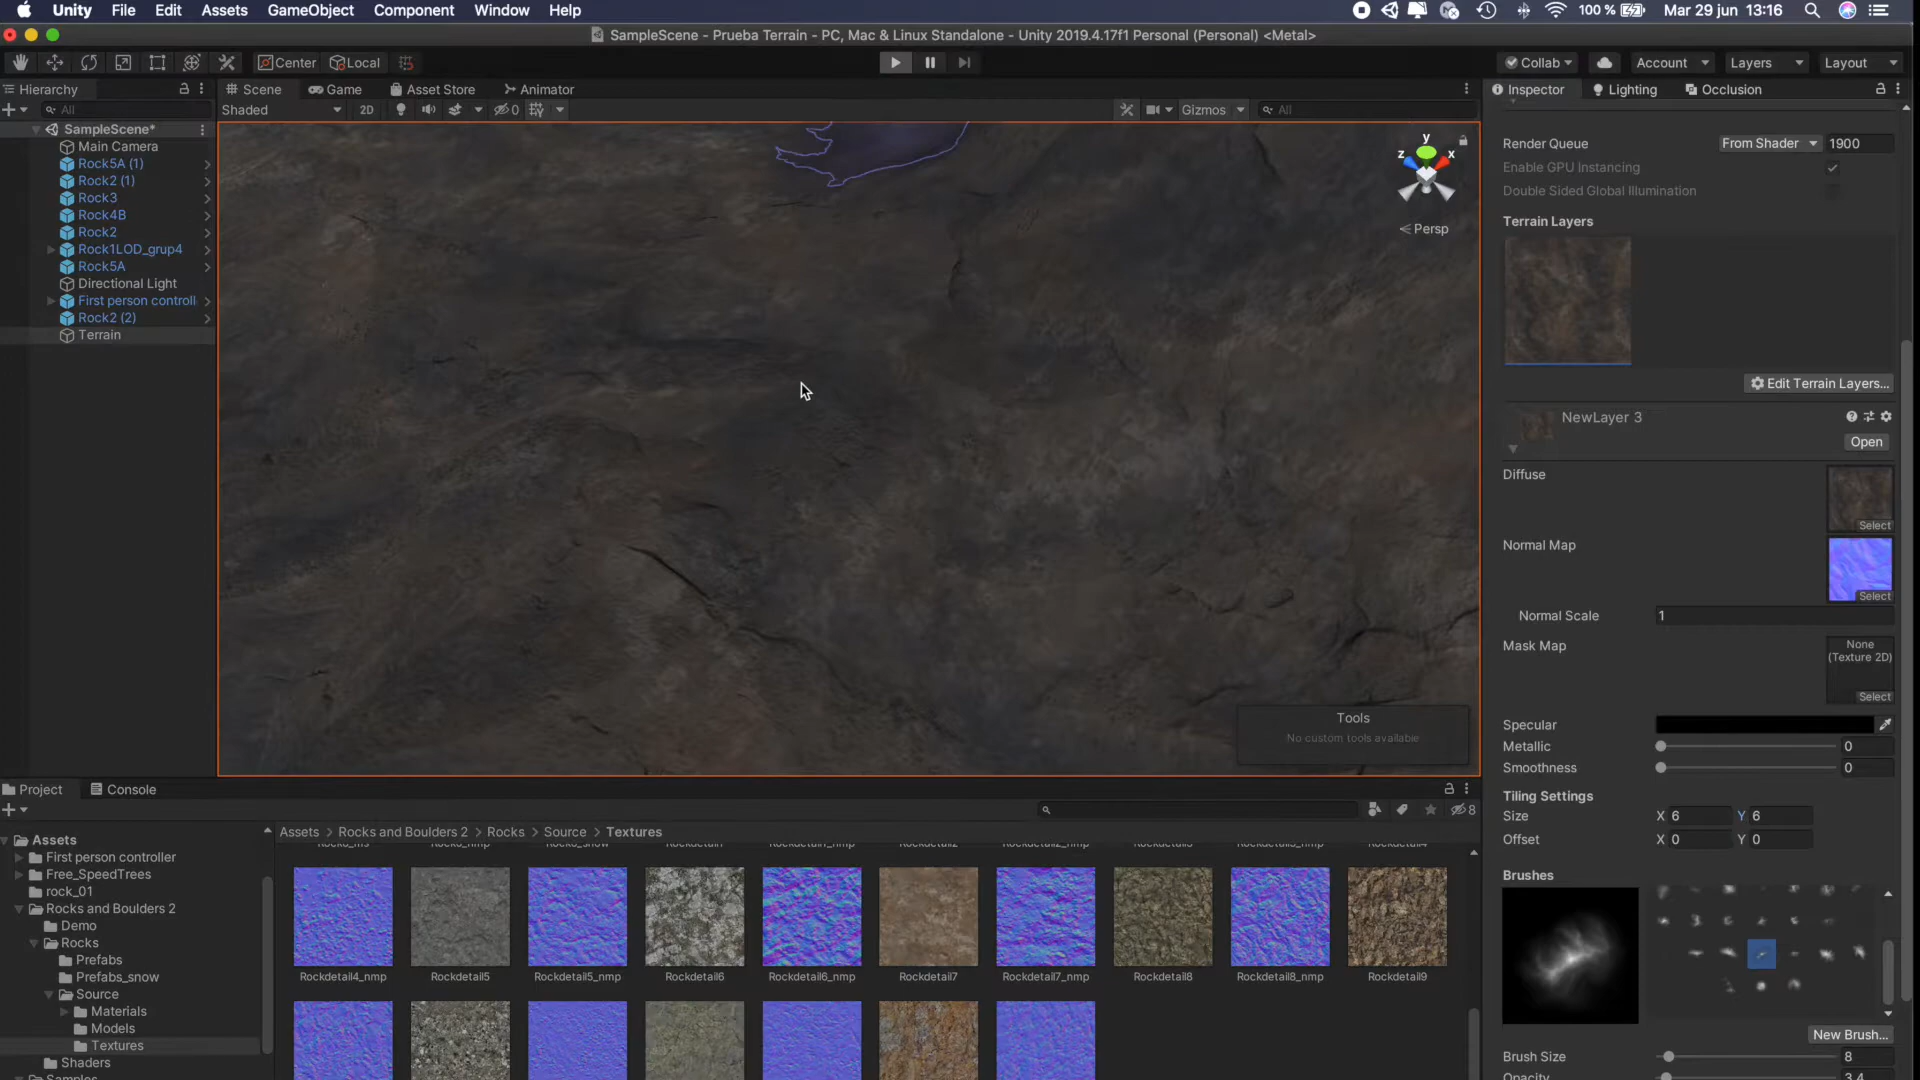 Unity File Edit Assets GameObject Component Window Help 100 % Mar 29 jun 13:16
SampleScene - Prueba Terrain - PC, Mac & Linux Standalone - Unity 2019.4.17f1 Personal (Personal) <Metal>
Center Local Collab Account Layers Layout
Hierarchy
All
SampleScene*
Main Camera
Rock5A (1)
Rock2 (1)
Rock3
Rock4B
Rock2
Rock1LOD_grup4
Rock5A
Directional Light
First person controll
Rock2 (2)
Terrain
Scene Game Asset Store Animator
Shaded 2D 0 Gizmos All
y
z x
Persp
Tools
No custom tools available
Inspector Lighting Occlusion
Render Queue From Shader 1900
Enable GPU Instancing
Double Sided Global Illumination
Terrain Layers
Edit Terrain Layers...
NewLayer 3
Open
Diffuse
Select
Normal Map
Select
Normal Scale 1
Mask Map None
(Texture 2D)
Select
Specular
Metallic 0
Smoothness 0
Tiling Settings
Size X 6 Y 6
Offset X 0 Y 0
Brushes
New Brush...
Brush Size 8
Opacity 3.4
Project Console
8
Assets
First person controller
Free_SpeedTrees
rock_01
Rocks and Boulders 2
Demo
Rocks
Prefabs
Prefabs_snow
Source
Materials
Models
Textures
Shaders
Samples
Assets > Rocks and Boulders 2 > Rocks > Source > Textures
Rockdetail4_nmp Rockdetail5 Rockdetail5_nmp Rockdetail6 Rockdetail6_nmp Rockdetail7 Rockdetail7_nmp Rockdetail8 Rockdetail8_nmp Rockdetail9